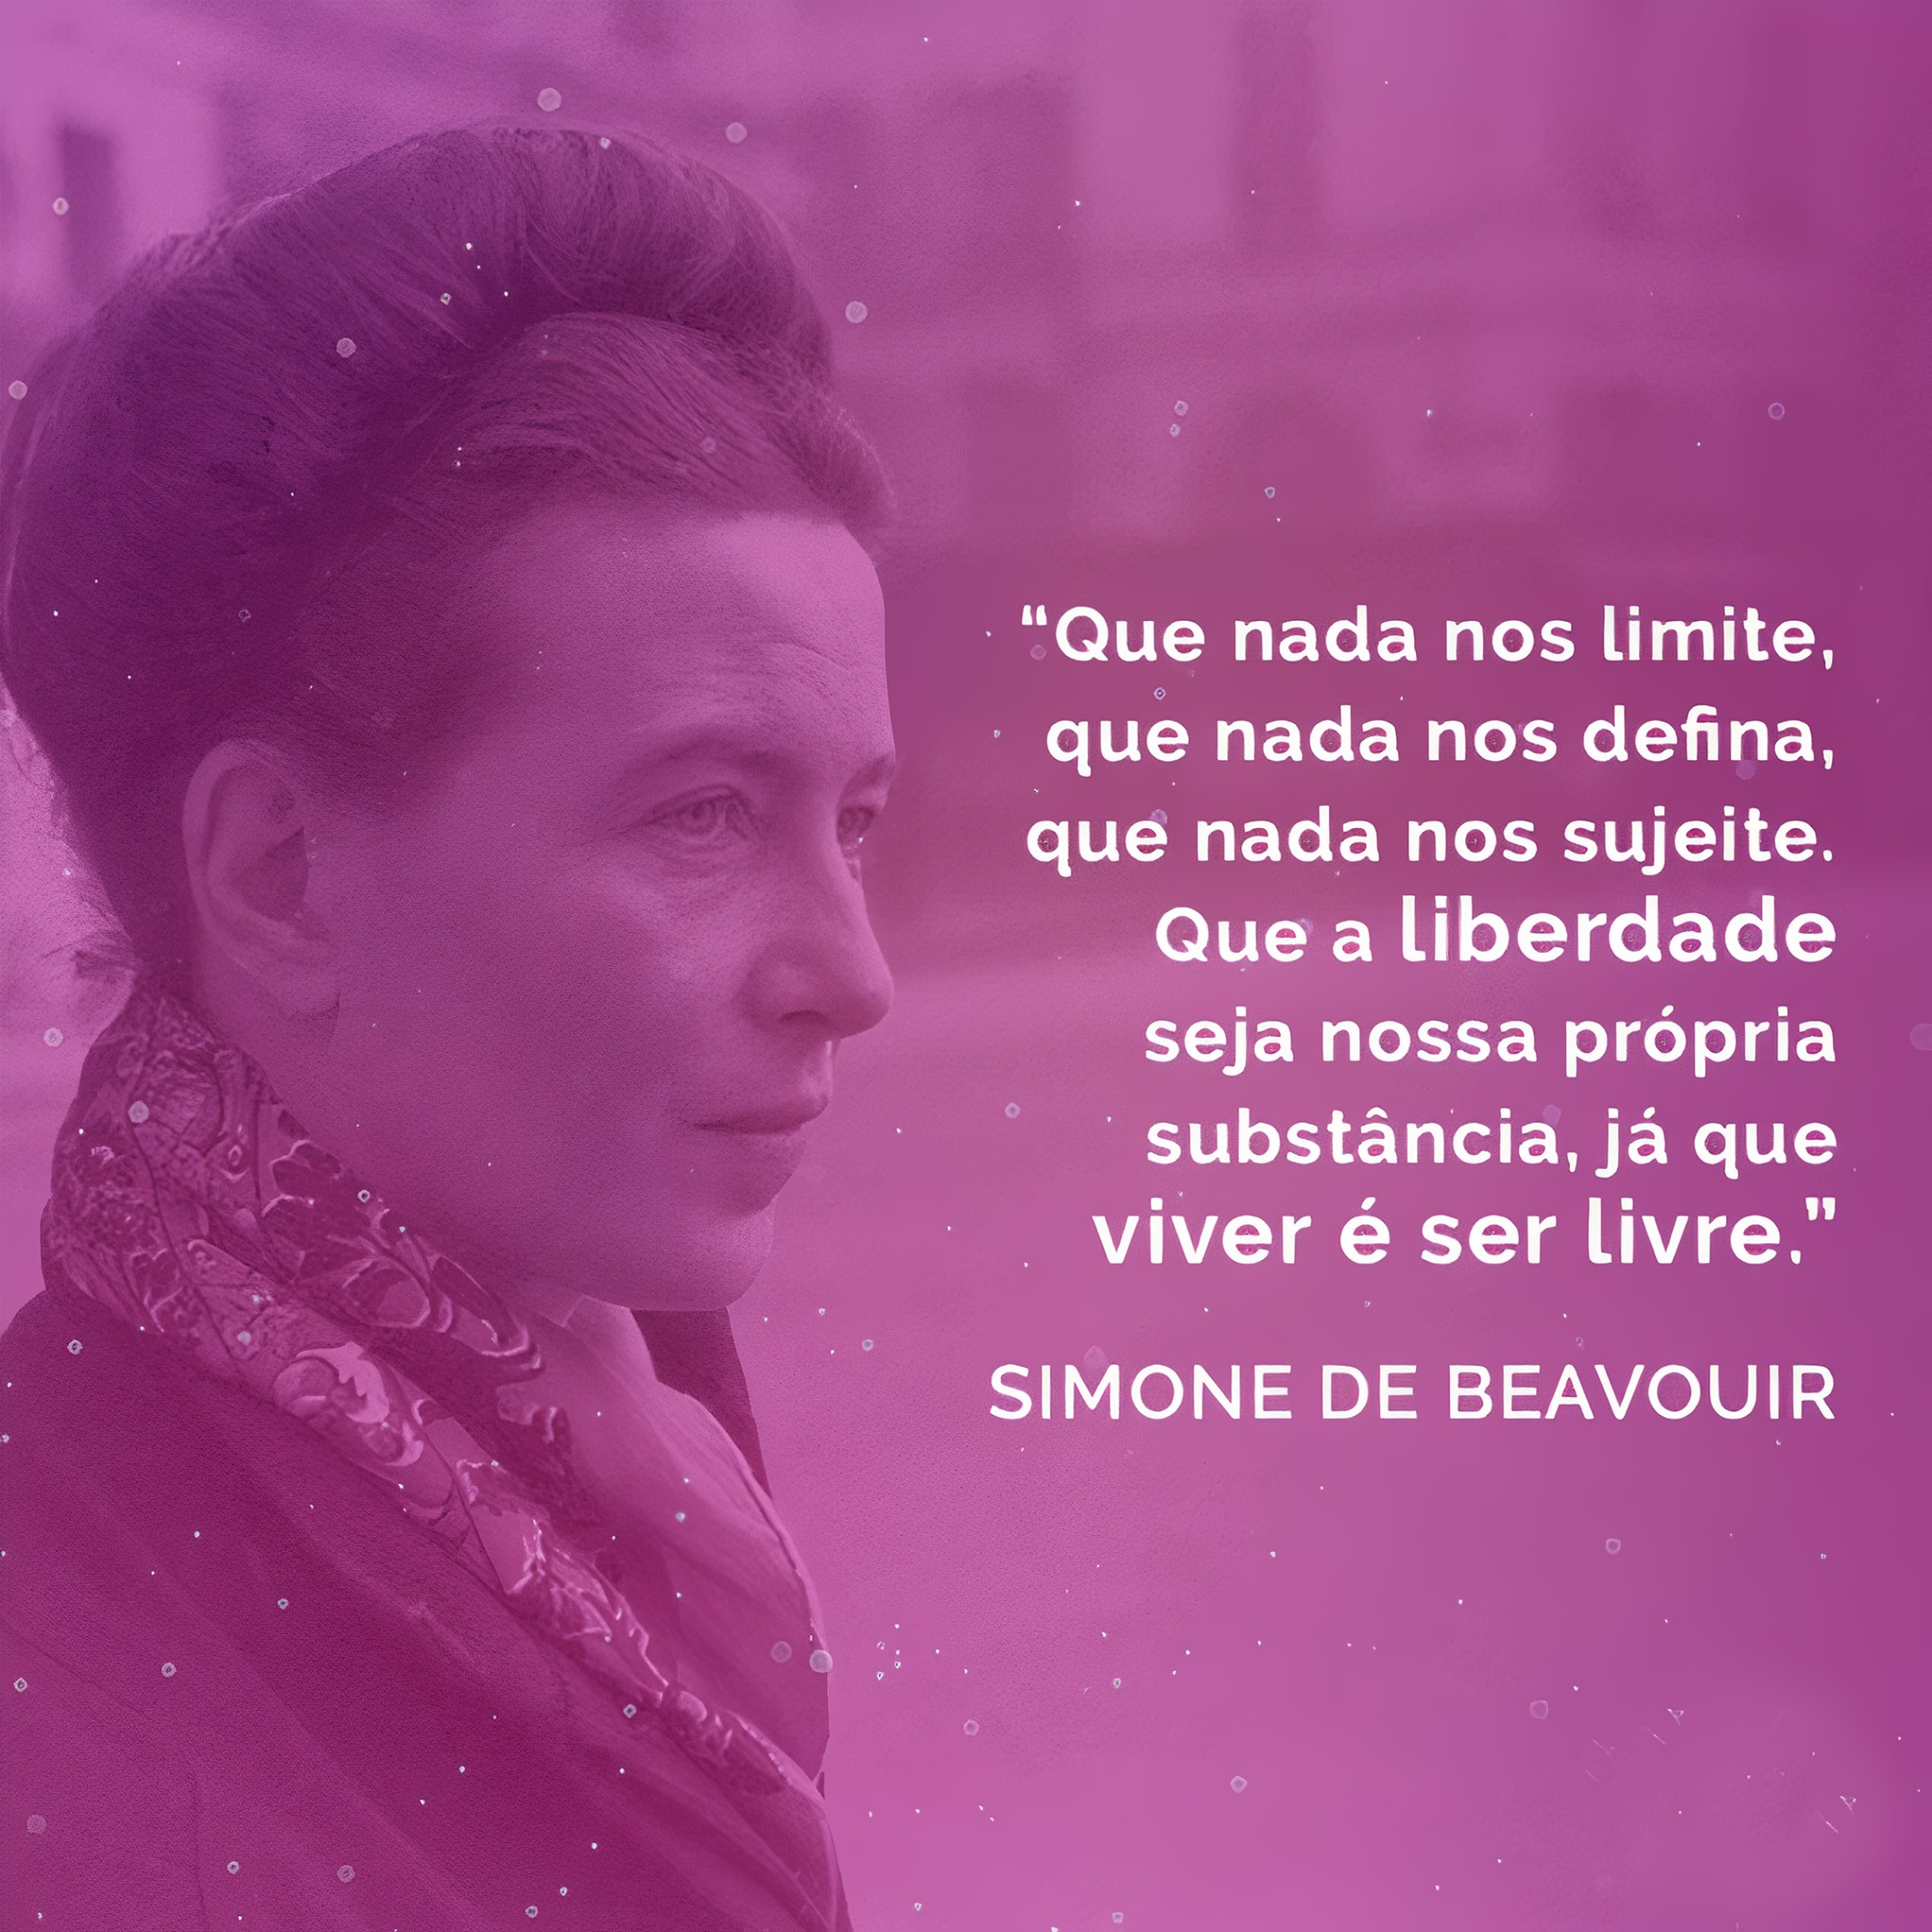 “Que nada nos limite,
que nada nos defina,
que nada nos sujeite.
Que a liberdade
seja nossa própria
substância, já que
viver é ser livre.”
SIMONE DE BEAVOUIR